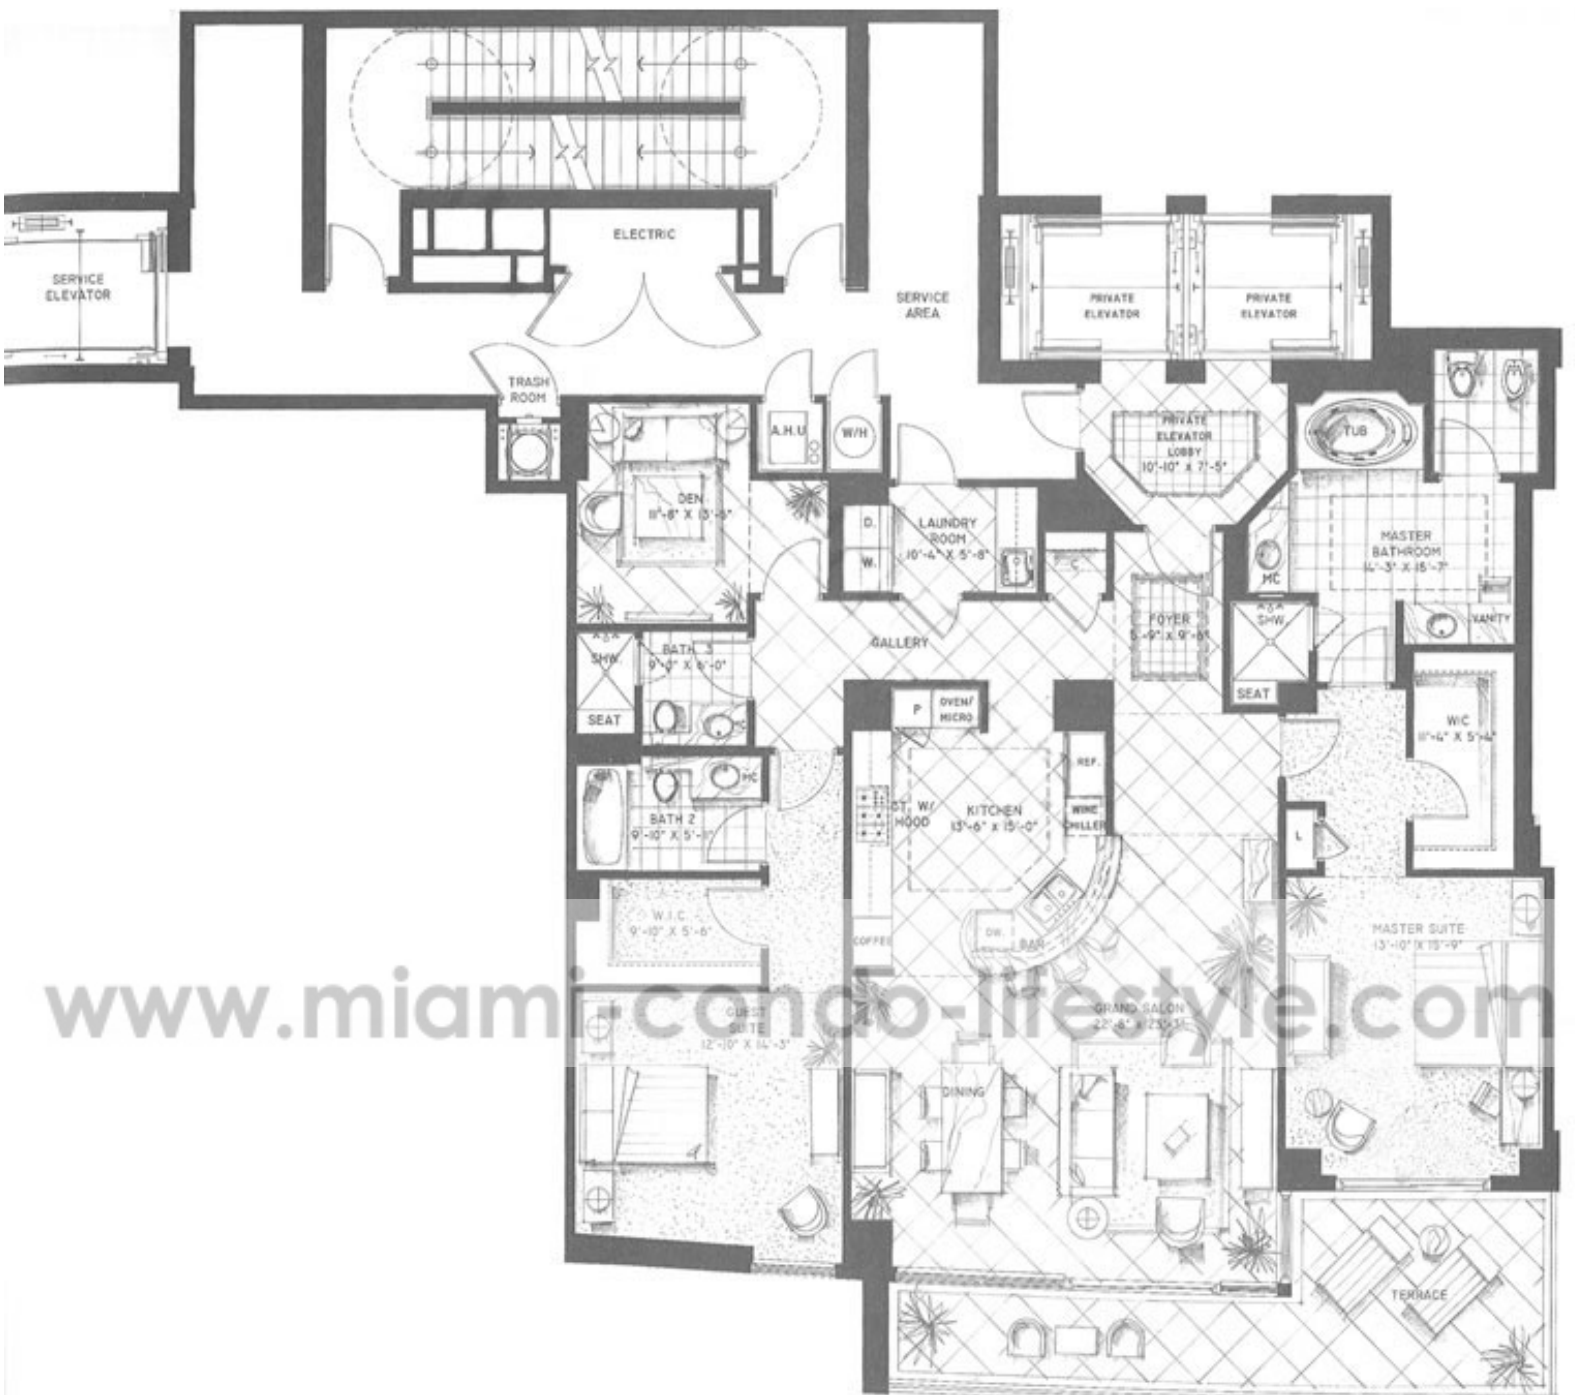 ELECTRIC
SERVICE
ELEVATOR
SERVICE
AREA
PRIVATE
ELEVATOR
PRIVATE
ELEVATOR
TRASH
ROOM
A.H.U
W/H
PRIVATE
ELEVATOR
LOBBY
10'-10" X 7'-5"
TUB
DEN
11'-8" X 13'-6"
D.
W.
LAUNDRY
ROOM
10'-4" X 5'-8"
C
MASTER
BATHROOM
14'-3" X 15'-7"
MC
SHW.
VANITY
FOYER
5'-9" X 9'-6"
GALLERY
SHW.
SEAT
BATH 3
9'-0" X 6'-0"
SEAT
P
OVEN/
MICRO
WIC
11'-4" X 5'-4"
REF.
MC
BATH 2
9'-10" X 5'-1"
ST. W/
HOOD
KITCHEN
13'-6" X 15'-0"
WINE
CHILLER
L
W.I.C
9'-10" X 5'-6"
COFFEE
DW.
BAR
MASTER SUITE
13'-10" X 15'-9"
www.miami-condo-lifestyle.com
GUEST
SUITE
12'-10" X 14'-3"
GRAND SALON
DINING
TERRACE